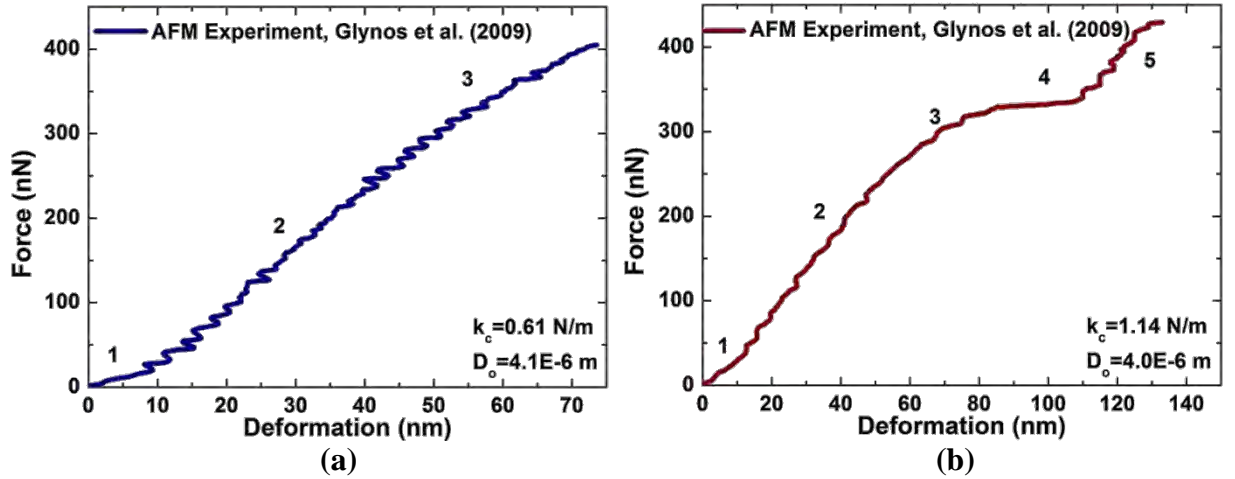 AFM Experiment, Glynos et al. (2009)
400
300
200
100
0
Force (nN)
1
2
3
k_c=0.61 N/m
D_o=4.1E-6 m
0 10 20 30 40 50 60 70
Deformation (nm)
(a)
AFM Experiment, Glynos et al. (2009)
400
300
200
100
0
Force (nN)
1
2
3
4
5
k_c=1.14 N/m
D_o=4.0E-6 m
0 20 40 60 80 100 120 140
Deformation (nm)
(b)